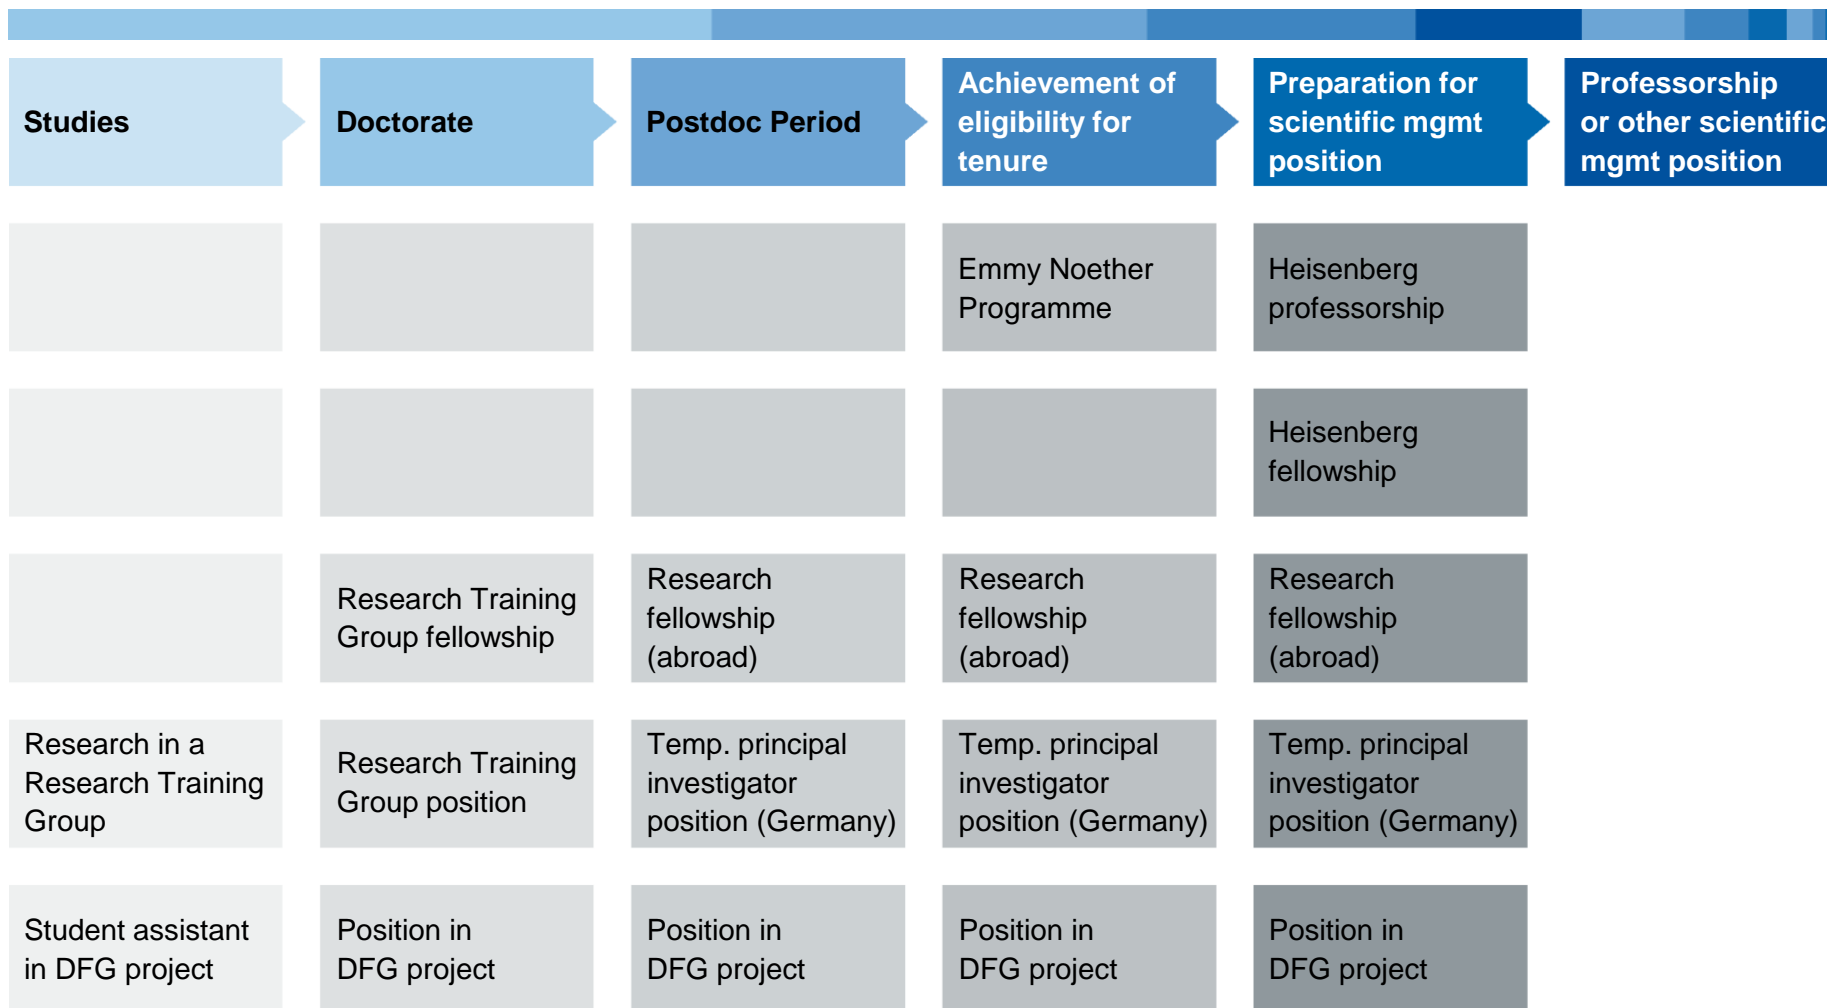 Studies
Doctorate
Postdoc Period
Achievement of
eligibility for
tenure
Preparation for
scientific mgmt
position
Professorship
or other scientific
mgmt position
Emmy Noether
Programme
Heisenberg
professorship
Heisenberg
fellowship
Research Training
Group fellowship
Research
fellowship
(abroad)
Research
fellowship
(abroad)
Research
fellowship
(abroad)
Research in a
Research Training
Group
Research Training
Group position
Temp. principal
investigator
position (Germany)
Temp. principal
investigator
position (Germany)
Temp. principal
investigator
position (Germany)
Student assistant
in DFG project
Position in
DFG project
Position in
DFG project
Position in
DFG project
Position in
DFG project